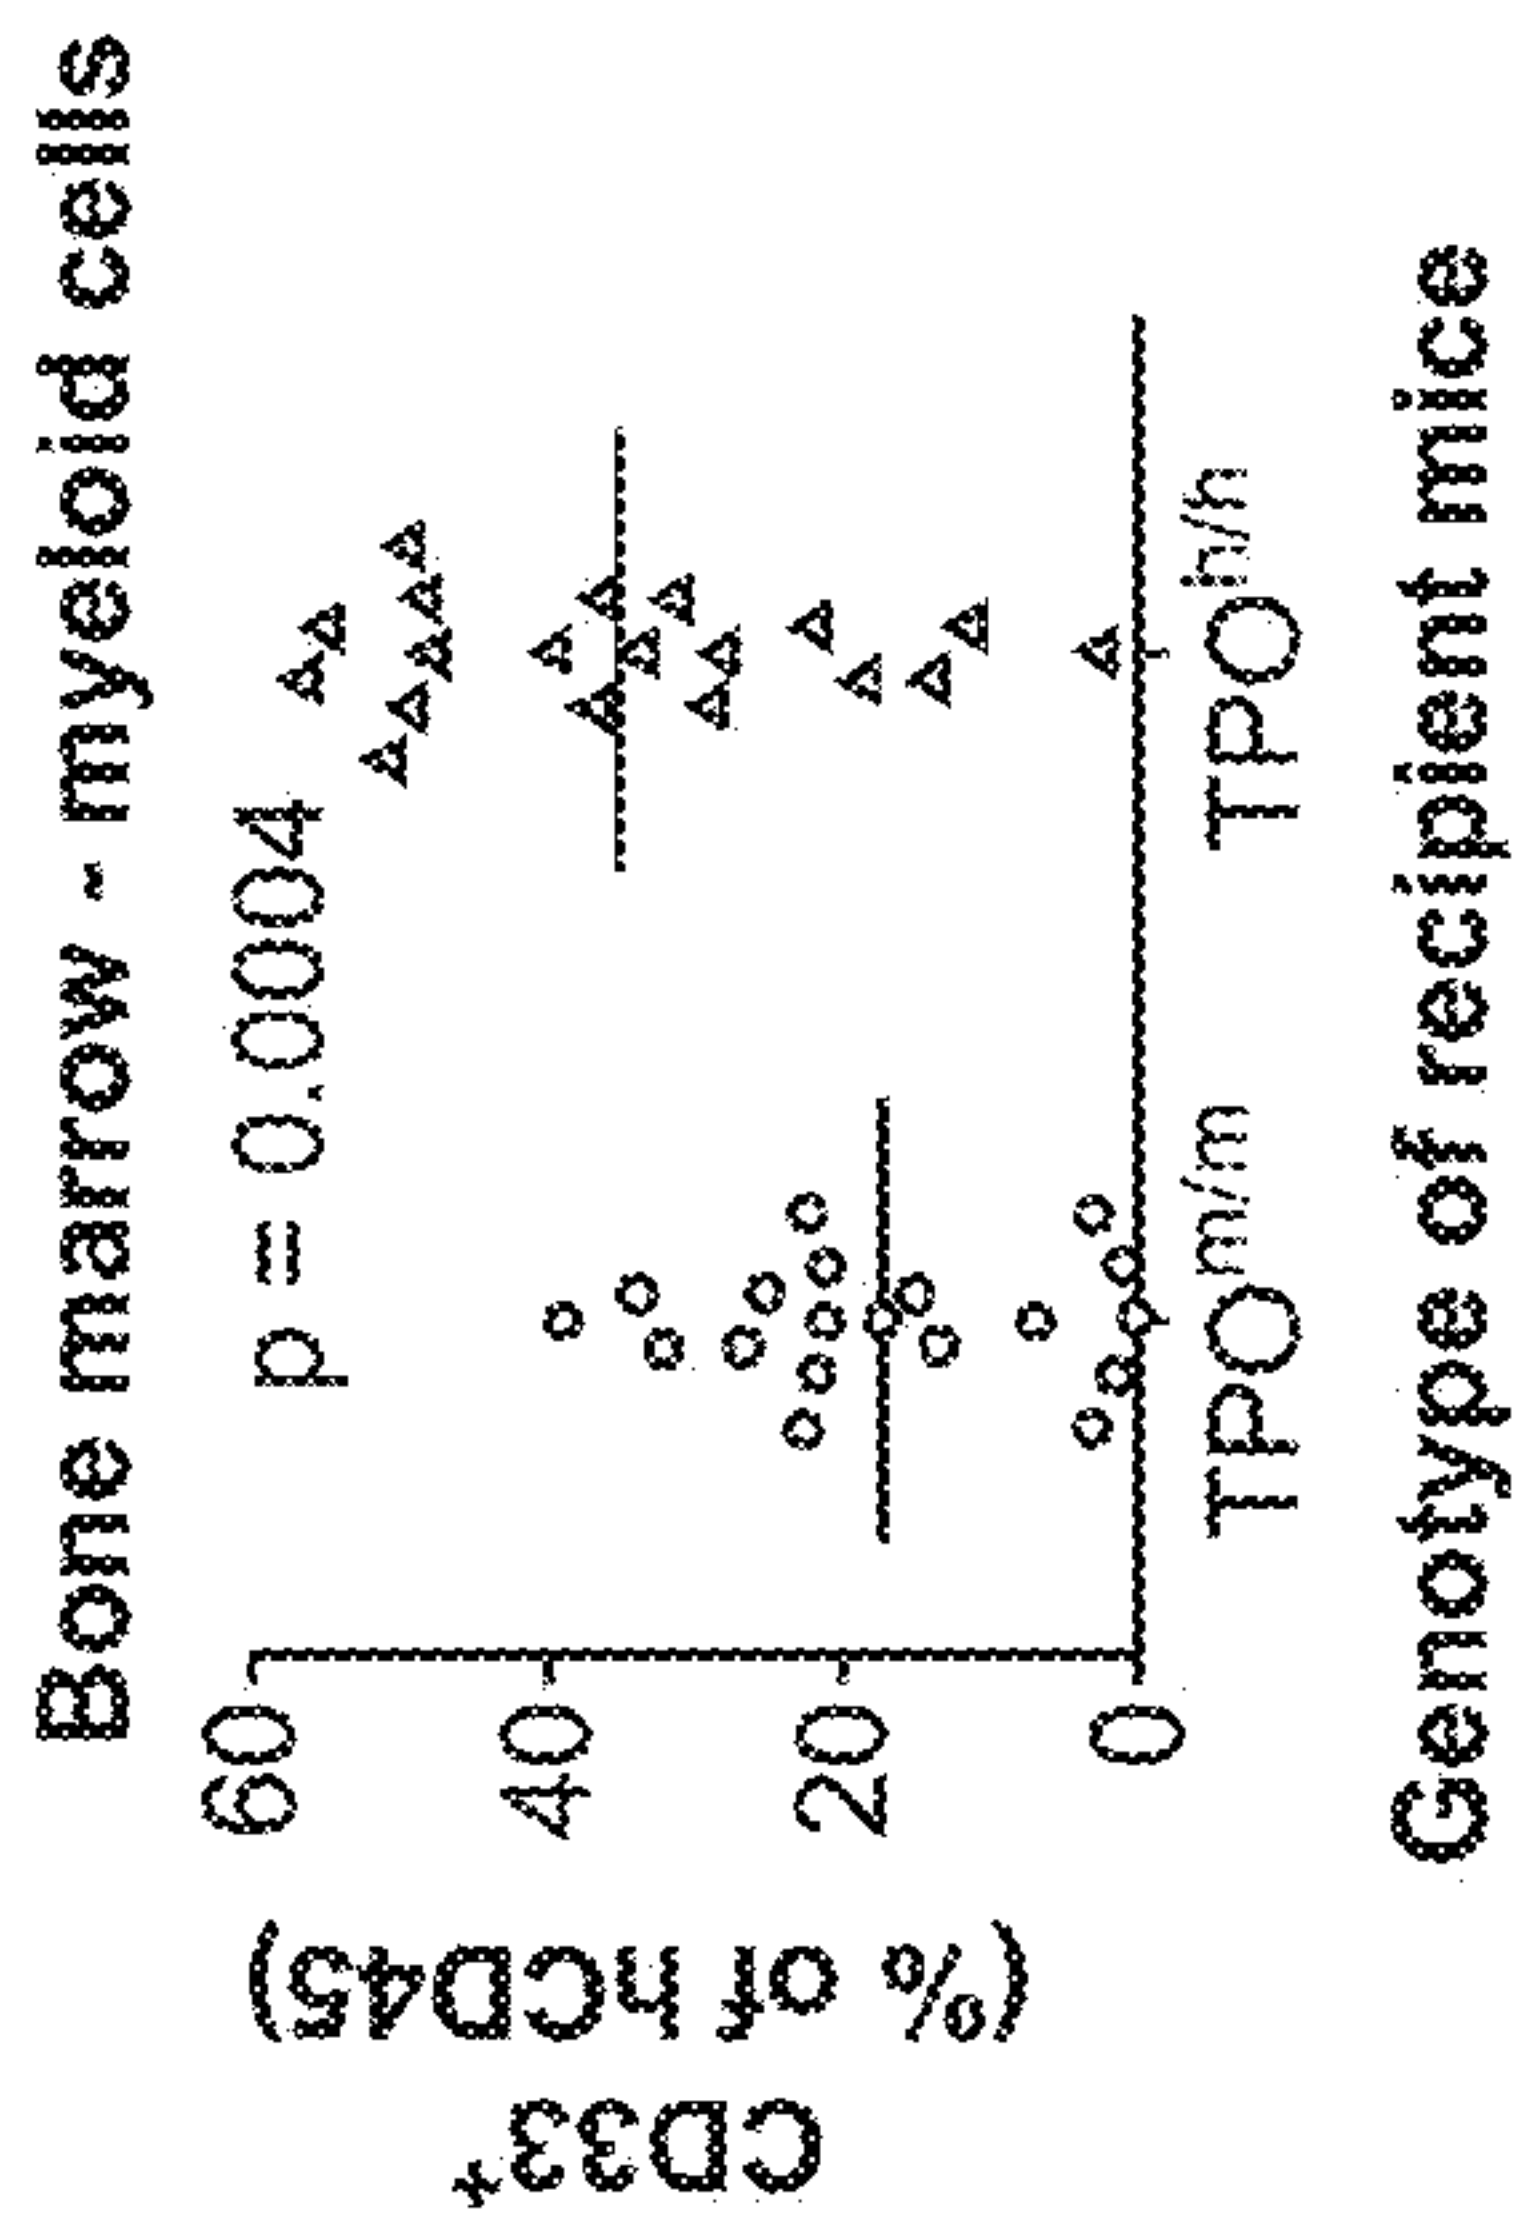 Bone marrow - myeloid cells
p = 0.0004
CD33⁺
(% of hCD45)
60
40
20
0
TPOᵐ/ᵐ TPOʰ/ʰ
Genotype of recipient mice